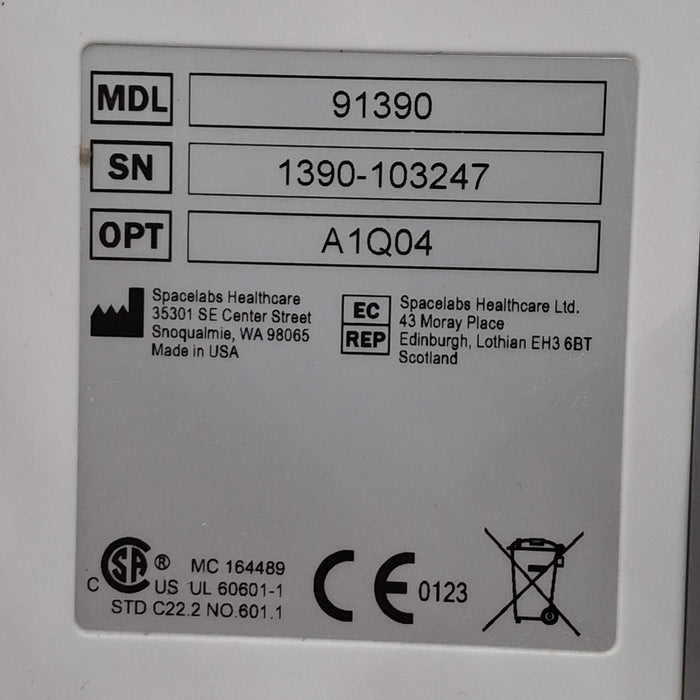 MDL 91390
SN 1390-103247
OPT A1Q04
Spacelabs Healthcare
35301 SE Center Street
Snoqualmie, WA 98065
Made in USA
EC REP
Spacelabs Healthcare Ltd.
43 Moray Place
Edinburgh, Lothian EH3 6BT
Scotland
CSA ® MC 164489
C US UL 60601-1
STD C22.2 NO.601.1
CE 0123